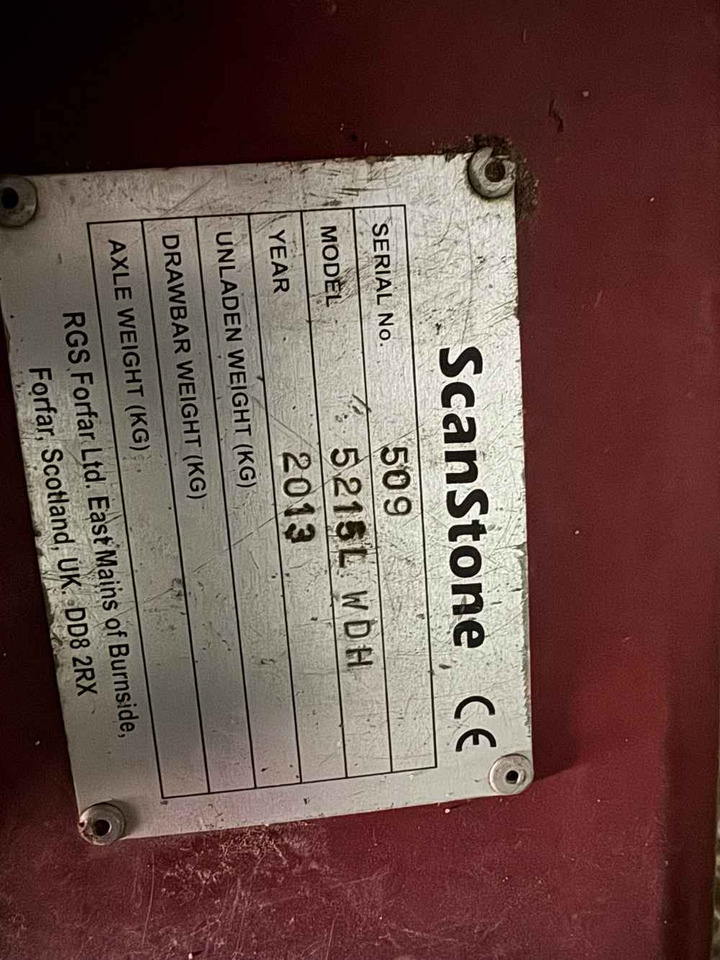 ScanStone CE
SERIAL No. 509
MODEL 5215L WDH
YEAR 2013
UNLADEN WEIGHT (KG)
DRAWBAR WEIGHT (KG)
AXLE WEIGHT (KG)
RGS Forfar Ltd East Mains of Burnside,
Forfar, Scotland, UK. DD8 2RX